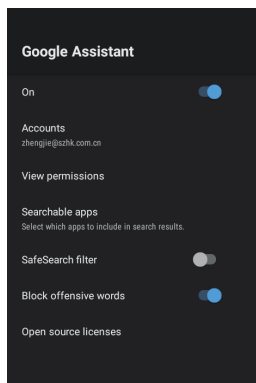 Google Assistant
On
Accounts
zhengjie@szhk.com.cn
View permissions
Searchable apps
Select which apps to include in search results.
SafeSearch filter
Block offensive words
Open source licenses